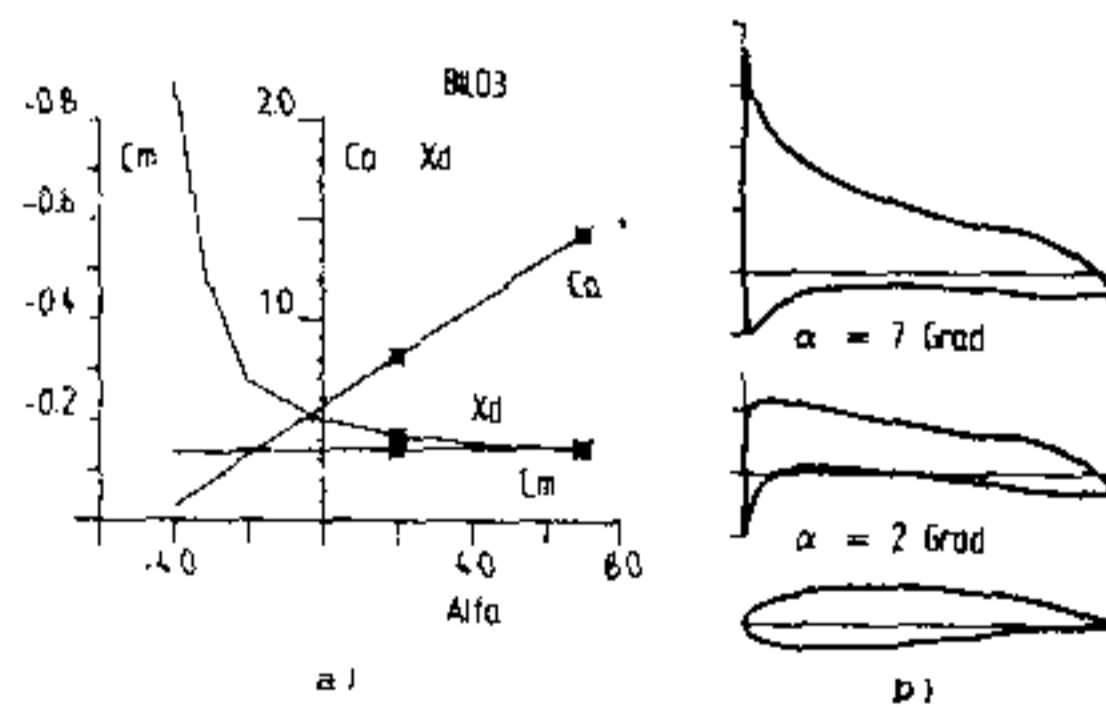 -0.8
2.0
Cm
Ca Xd
-0.6
-0.4
1.0
Ca
-0.2
Xd
Cm
-4.0
4.0
8.0
Alfa
a)
α = 7 Grad
α = 2 Grad
b)